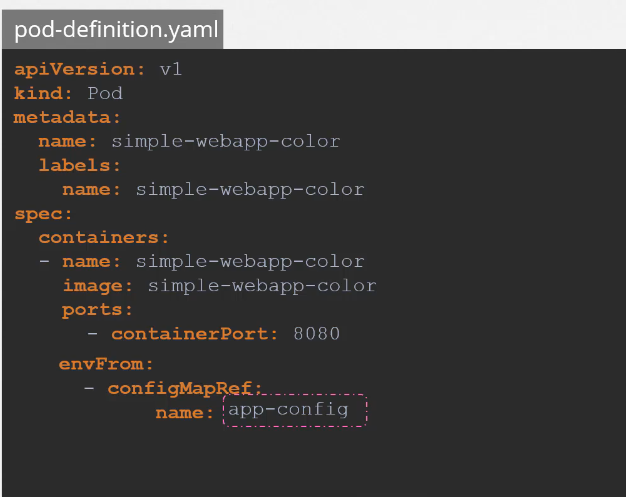 pod-definition.yaml
apiVersion: v1
kind: Pod
metadata:
  name: simple-webapp-color
  labels:
    name: simple-webapp-color
spec:
  containers:
  - name: simple-webapp-color
    image: simple-webapp-color
    ports:
      - containerPort: 8080
    envFrom:
      - configMapRef:
            name: app-config